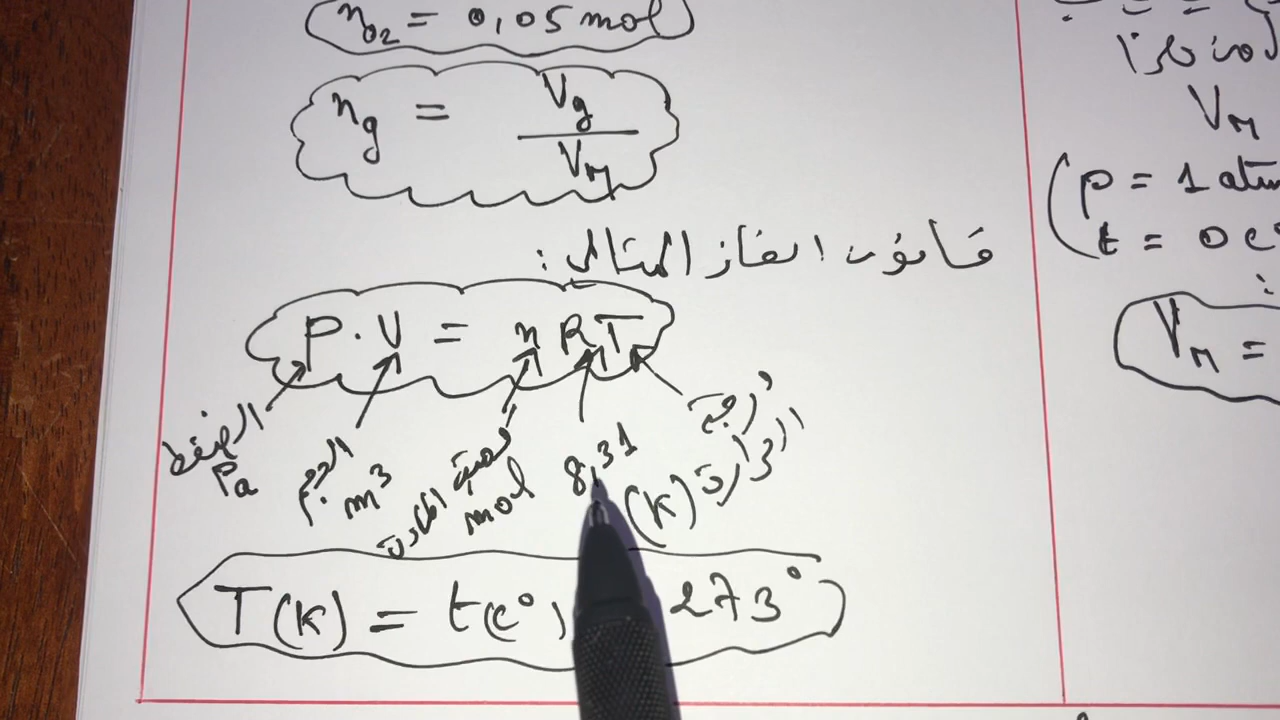 n_O2 = 0,05 mol
n_g = V_g / V_M
قانون الغاز المثالي :
P . V = n R T
الضغط Pa
الحجم m³
كمية المادة mol
8,31
درجة الحرارة (K)
T(K) = t(c°) 273°
V_M
(P = 1 atm
t = 0 c°
:
V_M =